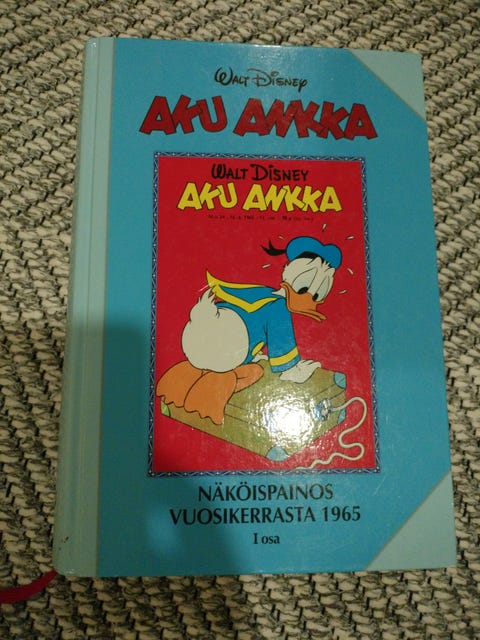 WALT DISNEY
AKU ANKKA
WALT DISNEY
AKU ANKKA
NÄKÖISPAINOS
VUOSIKERRASTA 1965
I osa